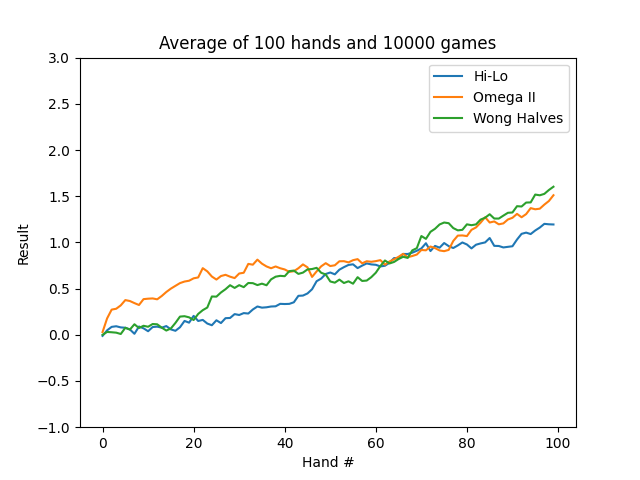 Average of 100 hands and 10000 games
3.0
2.5
2.0
1.5
1.0
0.5
0.0
−0.5
−1.0
Result
Hi-Lo
Omega II
Wong Halves
0 20 40 60 80 100
Hand #